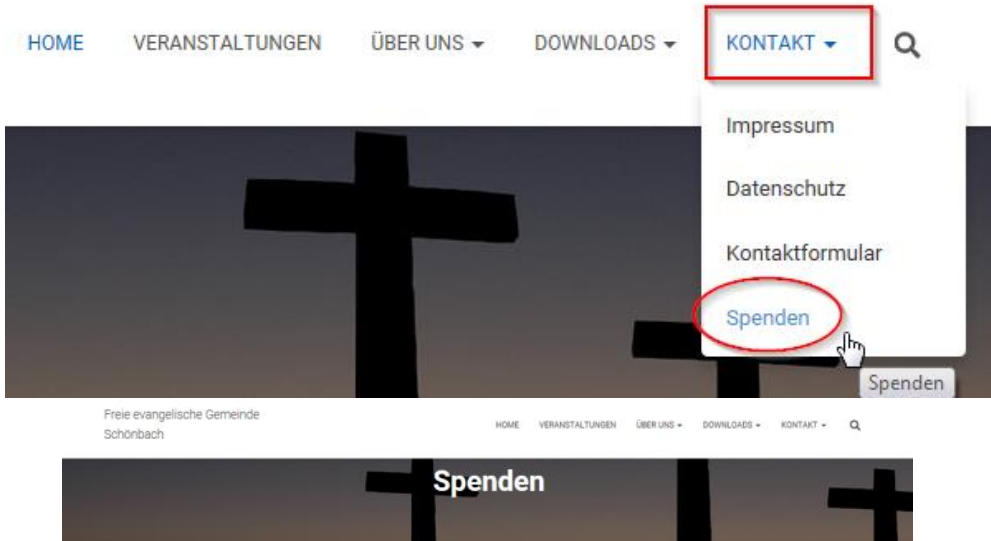 HOME VERANSTALTUNGEN ÜBER UNS DOWNLOADS KONTAKT
Impressum
Datenschutz
Kontaktformular
Spenden
Spenden
Freie evangelische Gemeinde
Schönbach
HOME VERANSTALTUNGEN ÜBER UNS DOWNLOADS KONTAKT
Spenden